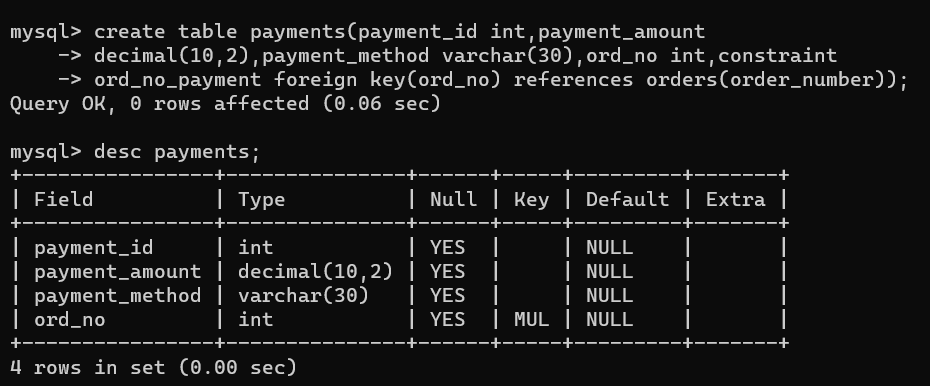 mysql> create table payments(payment_id int,payment_amount
    -> decimal(10,2),payment_method varchar(30),ord_no int,constraint
    -> ord_no_payment foreign key(ord_no) references orders(order_number));
Query OK, 0 rows affected (0.06 sec)

mysql> desc payments;
+----------------+---------------+------+-----+---------+-------+
| Field          | Type          | Null | Key | Default | Extra |
+----------------+---------------+------+-----+---------+-------+
| payment_id     | int           | YES  |     | NULL    |       |
| payment_amount | decimal(10,2) | YES  |     | NULL    |       |
| payment_method | varchar(30)   | YES  |     | NULL    |       |
| ord_no         | int           | YES  | MUL | NULL    |       |
+----------------+---------------+------+-----+---------+-------+
4 rows in set (0.00 sec)